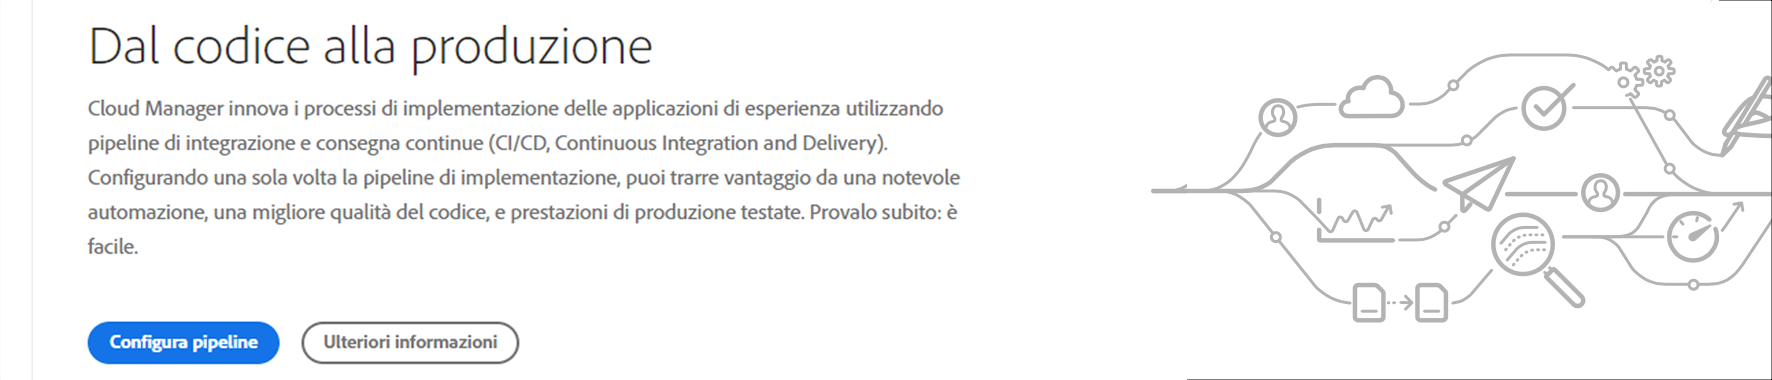 Dal codice alla produzione
Cloud Manager innova i processi di implementazione delle applicazioni di esperienza utilizzando
pipeline di integrazione e consegna continue (CI/CD, Continuous Integration and Delivery).
Configurando una sola volta la pipeline di implementazione, puoi trarre vantaggio da una notevole
automazione, una migliore qualità del codice, e prestazioni di produzione testate. Provalo subito: è
facile.
Configura pipeline
Ulteriori informazioni